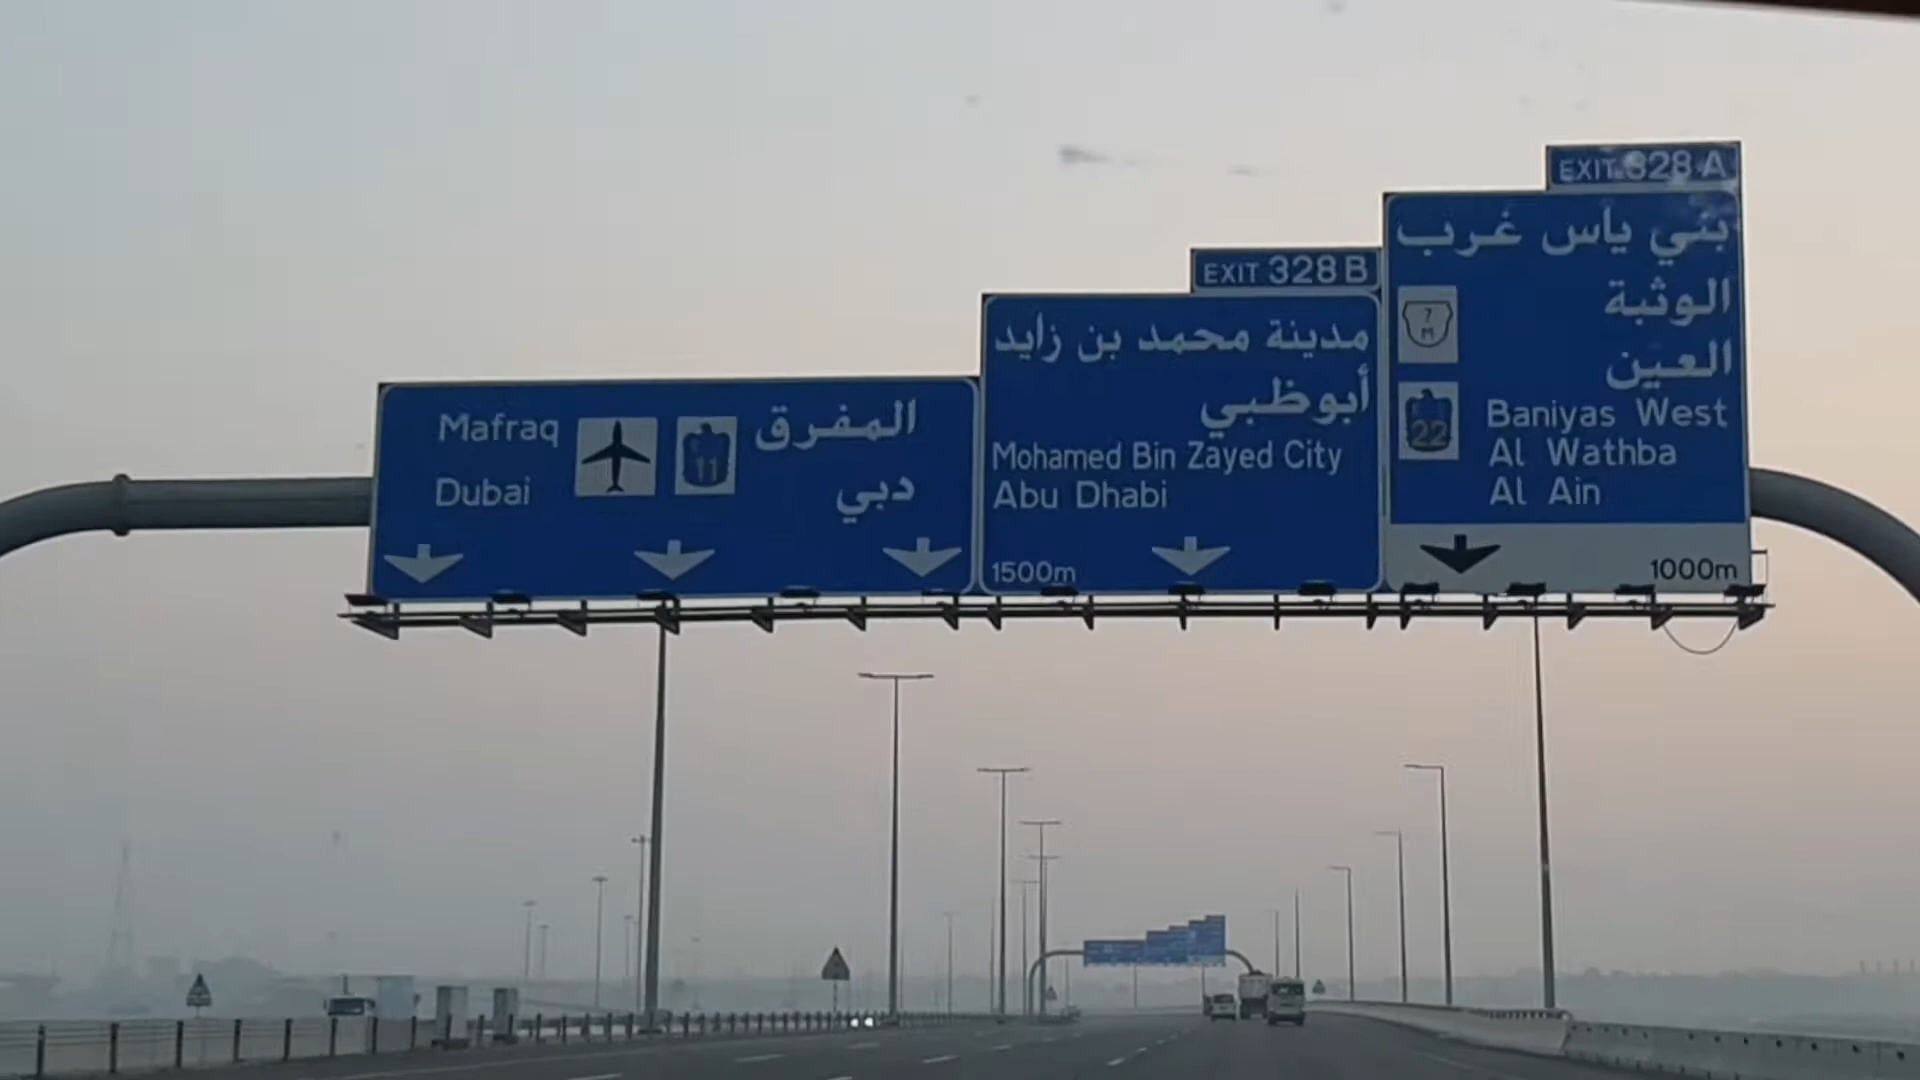 Mafraq
Dubai
11
المفرق
دبي
EXIT 328 B
مدينة محمد بن زايد
أبوظبي
Mohamed Bin Zayed City
Abu Dhabi
1500m
EXIT 328 A
بني ياس غرب
الوثبة
العين
7
M
22
Baniyas West
Al Wathba
Al Ain
1000m